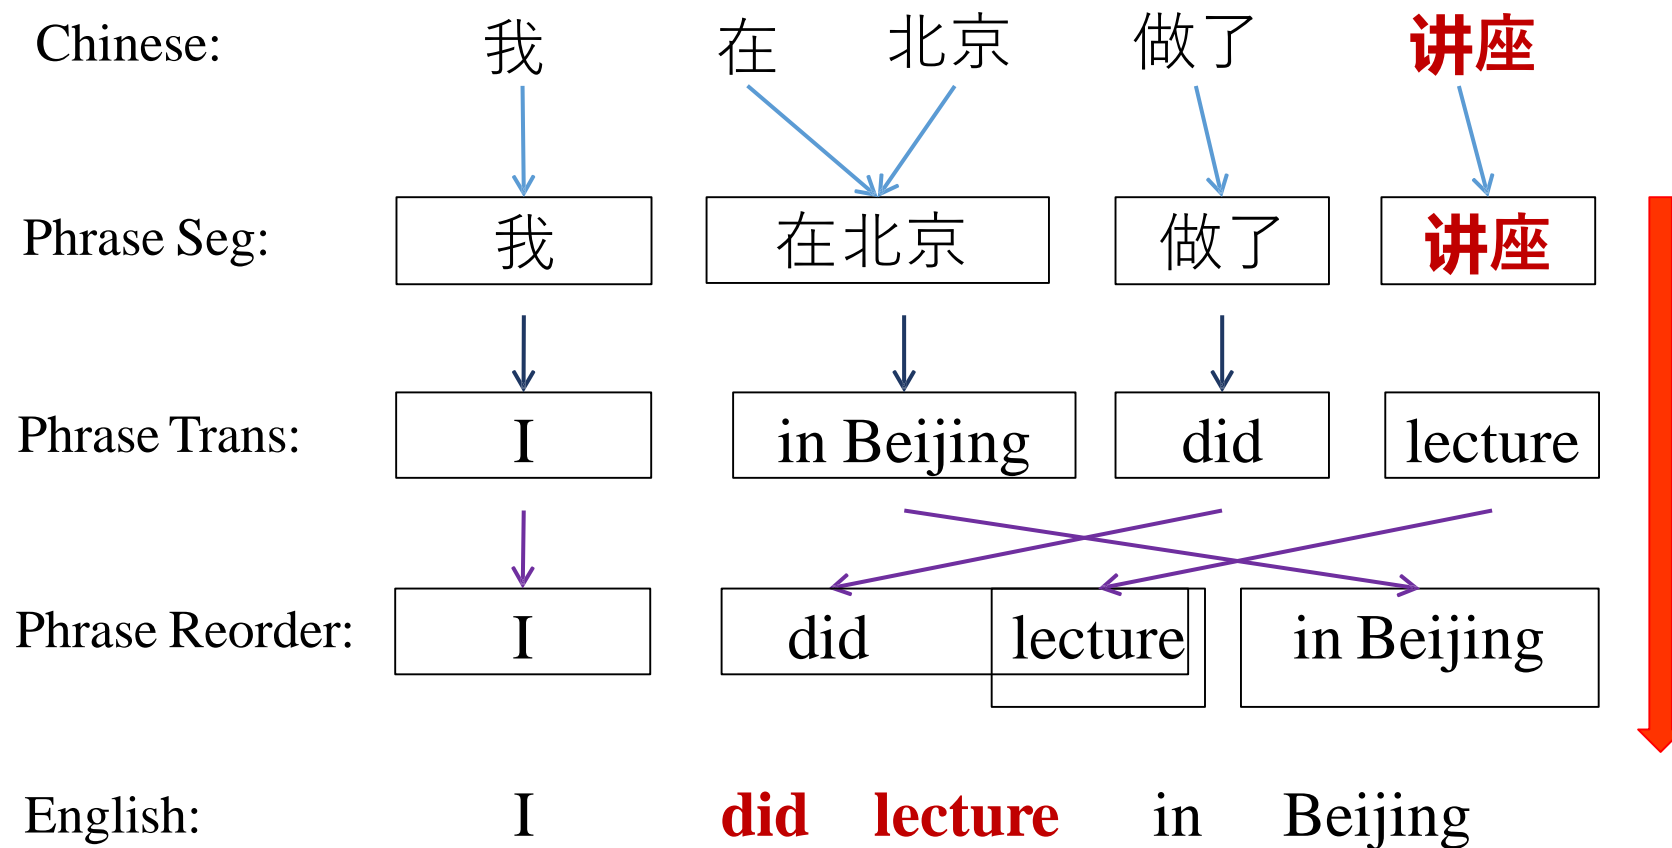 Chinese: 我 在 北京 做了 讲座
Phrase Seg: 我 在北京 做了 讲座
Phrase Trans: I in Beijing did lecture
Phrase Reorder: I did lecture in Beijing
English: I did lecture in Beijing